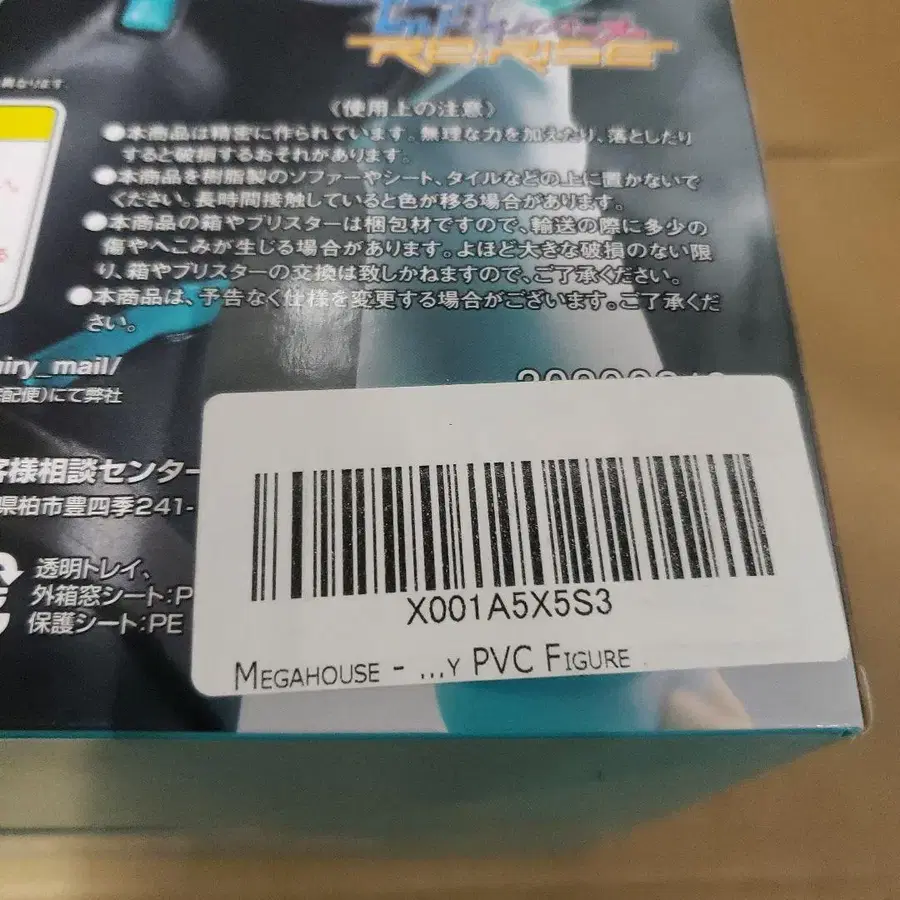 異なります
〈使用上の注意〉
●本商品は精密に作られています。無理な力を加えたり、落としたり
すると破損するおそれがあります。
●本商品を樹脂製のソファーやシート、タイルなどの上に置かないで
ください。長時間接触していると色が移る場合があります。
●本商品の箱やブリスターは梱包材ですので、輸送の際に多少の
傷やへこみが生じる場合があります。よほど大きな破損のない限
り、箱やブリスターの交換は致しかねますので、ご了承ください。
●本商品は、予告なく仕様を変更する場合がございます。ご了承くだ
さい。
iry_mail/
配便)にて弊社
客様相談センター
県柏市豊四季241-
透明トレイ、
外箱窓シート:P
保護シート:PE
X001A5X5S3
MEGAHOUSE - ...Y PVC FIGURE